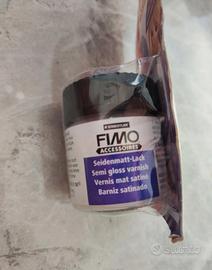 STAEDTLER
FIMO
ACCESSOIRES
Seidenmatt-Lack
Semi gloss varnish
Vernis mat satiné
Barniz satinado
subito